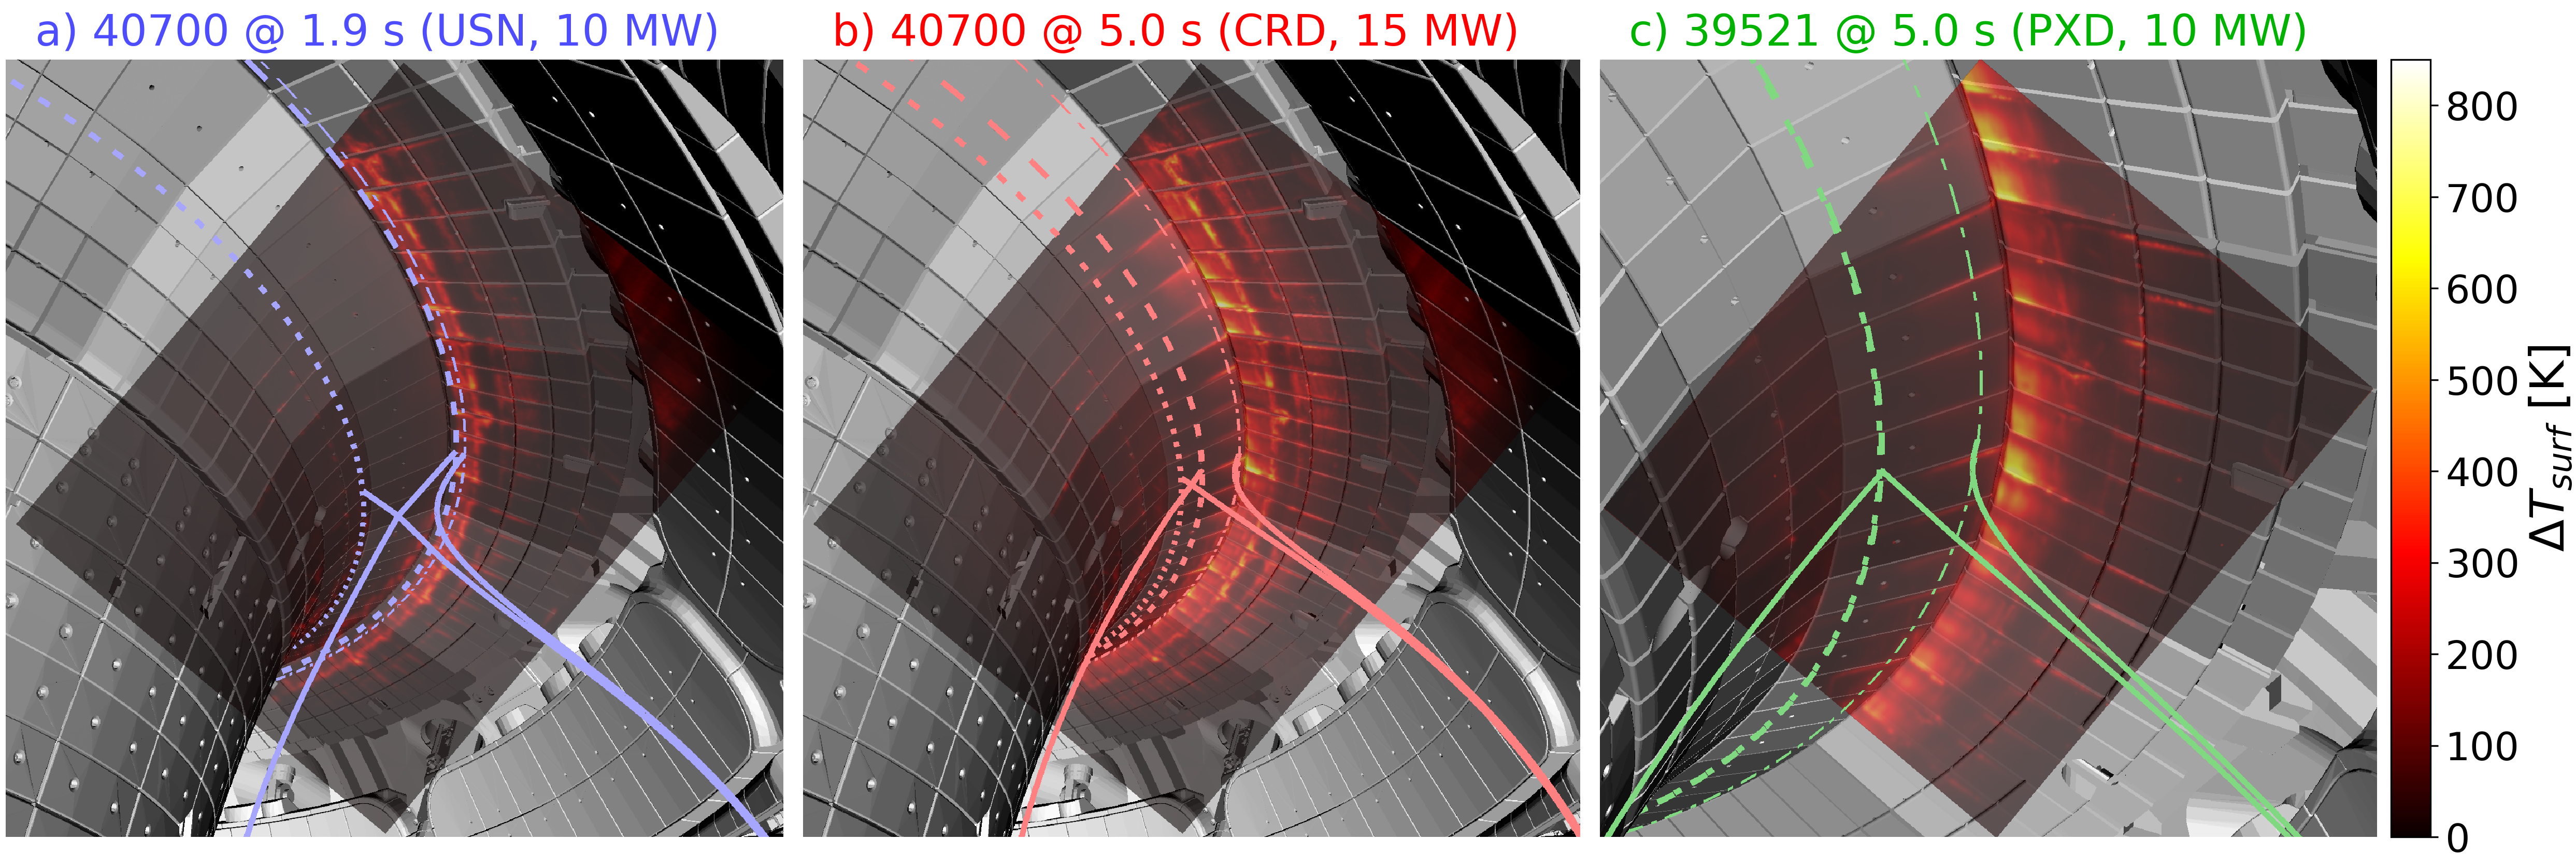 a) 40700 @ 1.9 s (USN, 10 MW)
b) 40700 @ 5.0 s (CRD, 15 MW)
c) 39521 @ 5.0 s (PXD, 10 MW)
800
700
600
500
400
300
200
100
0
ΔT_surf [K]